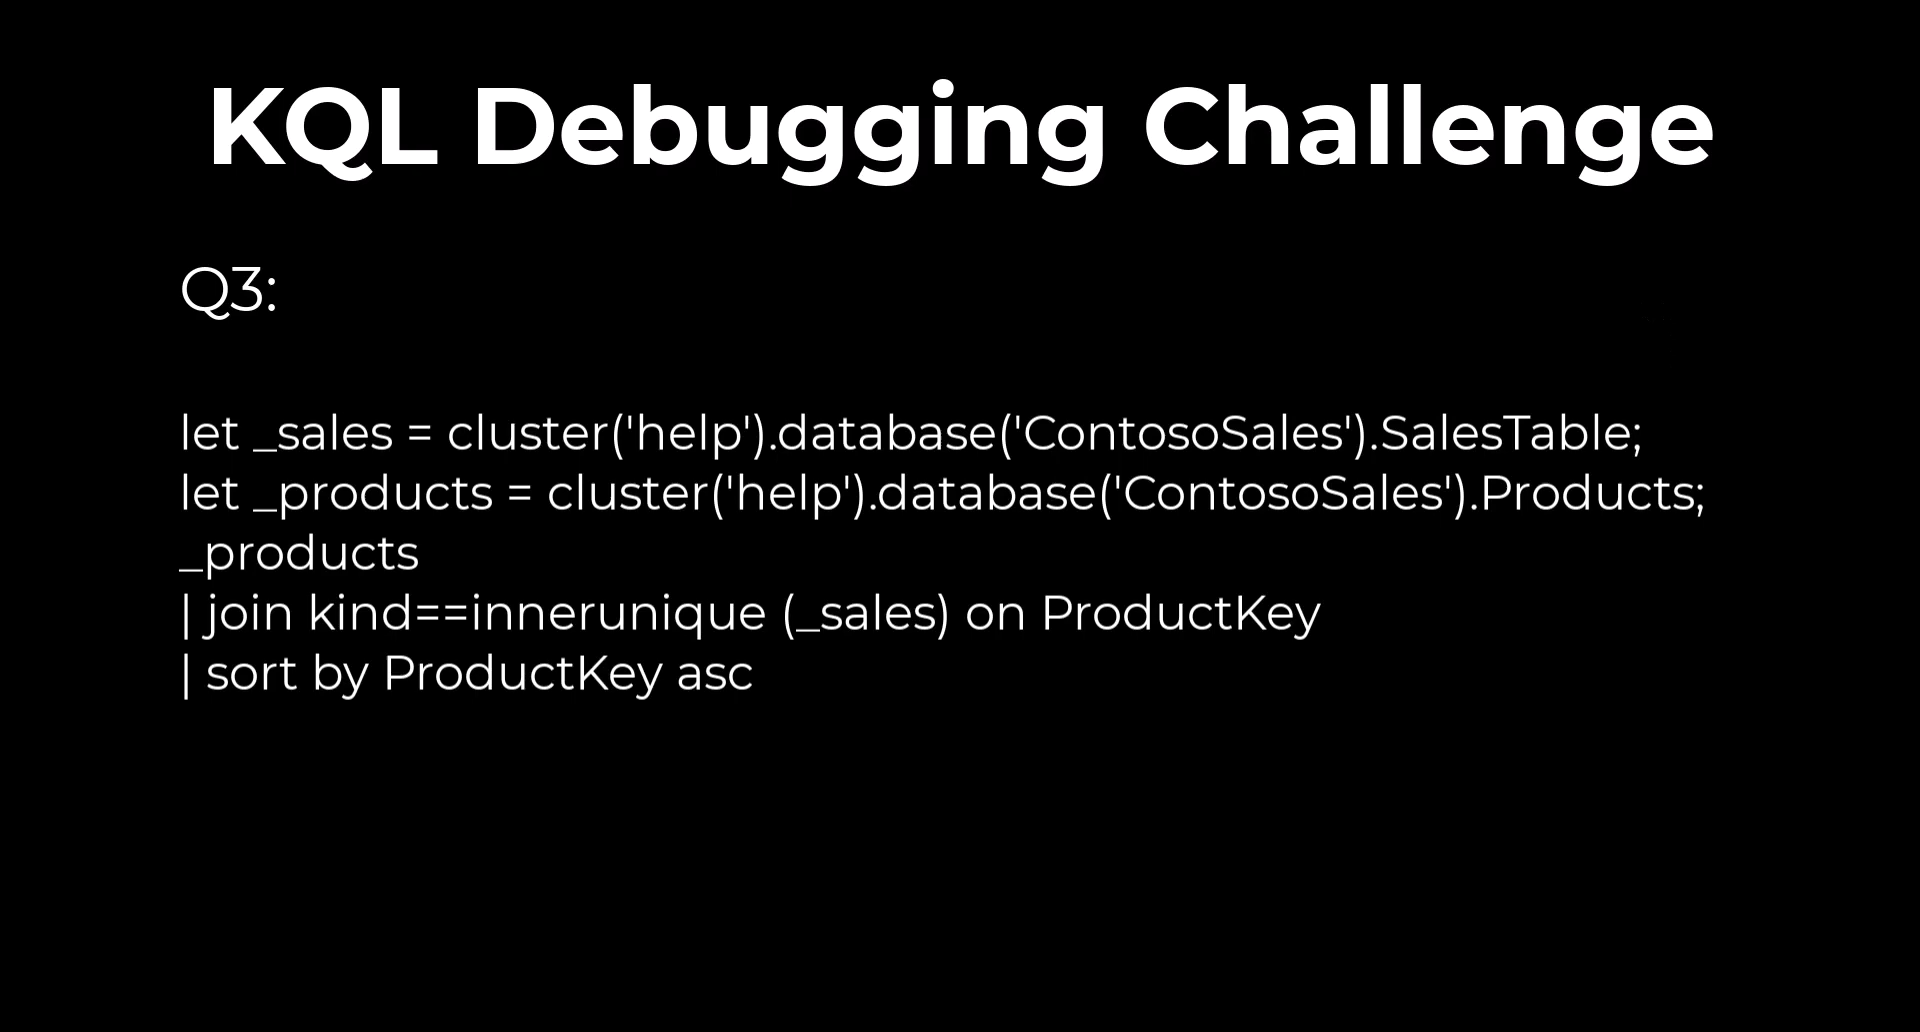 KQL Debugging Challenge
Q3:
let _sales = cluster('help').database('ContosoSales').SalesTable;
let _products = cluster('help').database('ContosoSales').Products;
_products
| join kind==innerunique (_sales) on ProductKey
| sort by ProductKey asc